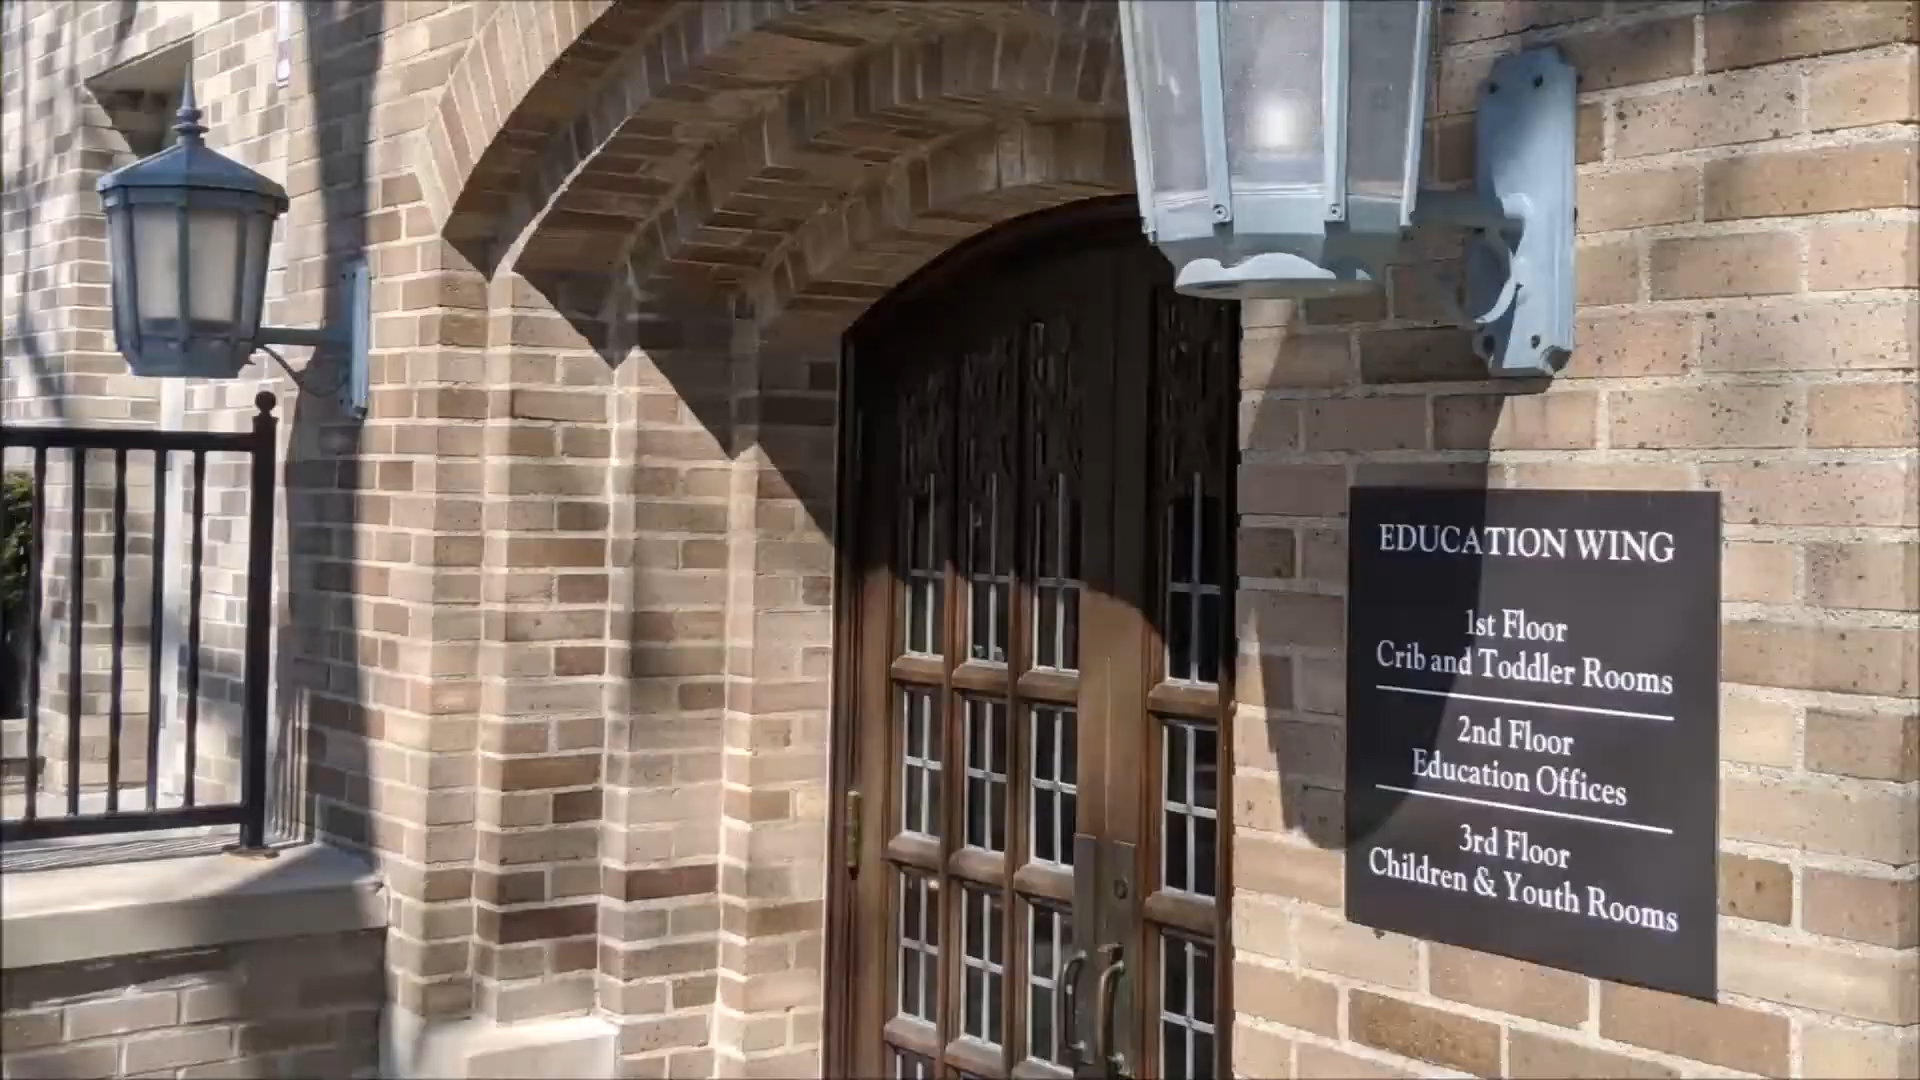 EDUCATION WING
1st Floor
Crib and Toddler Rooms
2nd Floor
Education Offices
3rd Floor
Children & Youth Rooms